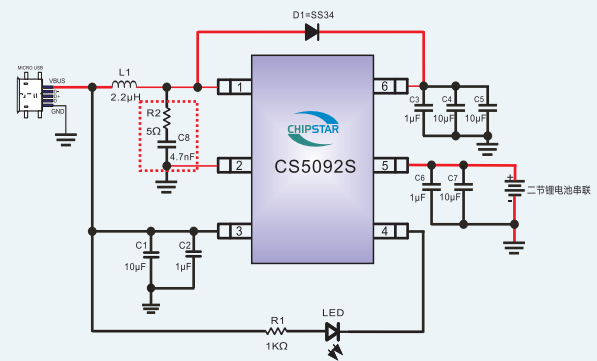 D1=SS34
MICRO USB
VBUS
D-
D+
ID
GND
L1
2.2μH
R2
5Ω
C8
4.7nF
1
2
3
6
5
4
CHIPSTAR
CS5092S
C3
1μF
C4
10μF
C5
10μF
C6
1μF
C7
10μF
+
-
二节锂电池串联
C1
10μF
C2
1μF
R1
1KΩ
LED